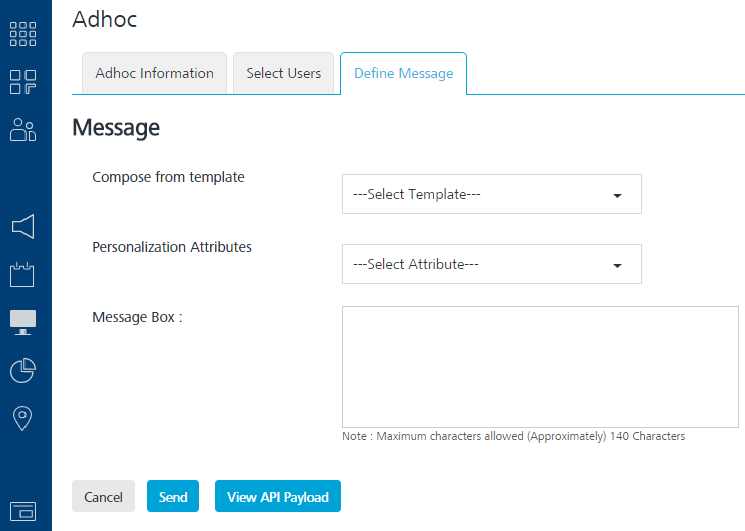 Adhoc
Adhoc Information
Select Users
Define Message
Message
Compose from template
---Select Template---
Personalization Attributes
---Select Attribute---
Message Box :
Note : Maximum characters allowed (Approximately) 140 Characters
Cancel
Send
View API Payload